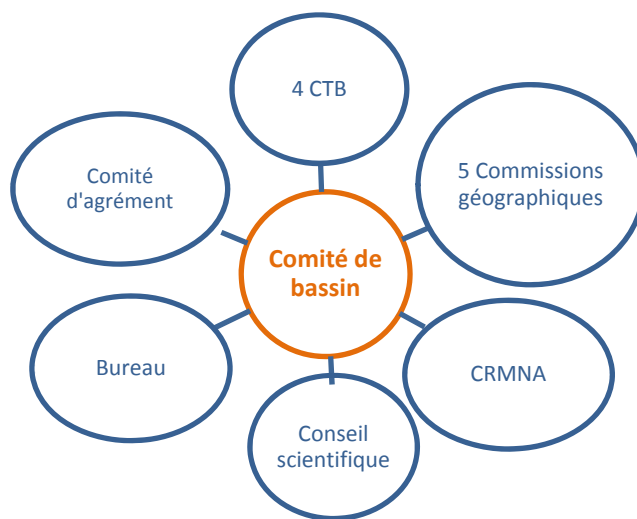 4 CTB
5 Commissions
géographiques
Comité
d'agrément
Comité de
bassin
Bureau
CRMNA
Conseil
scientifique